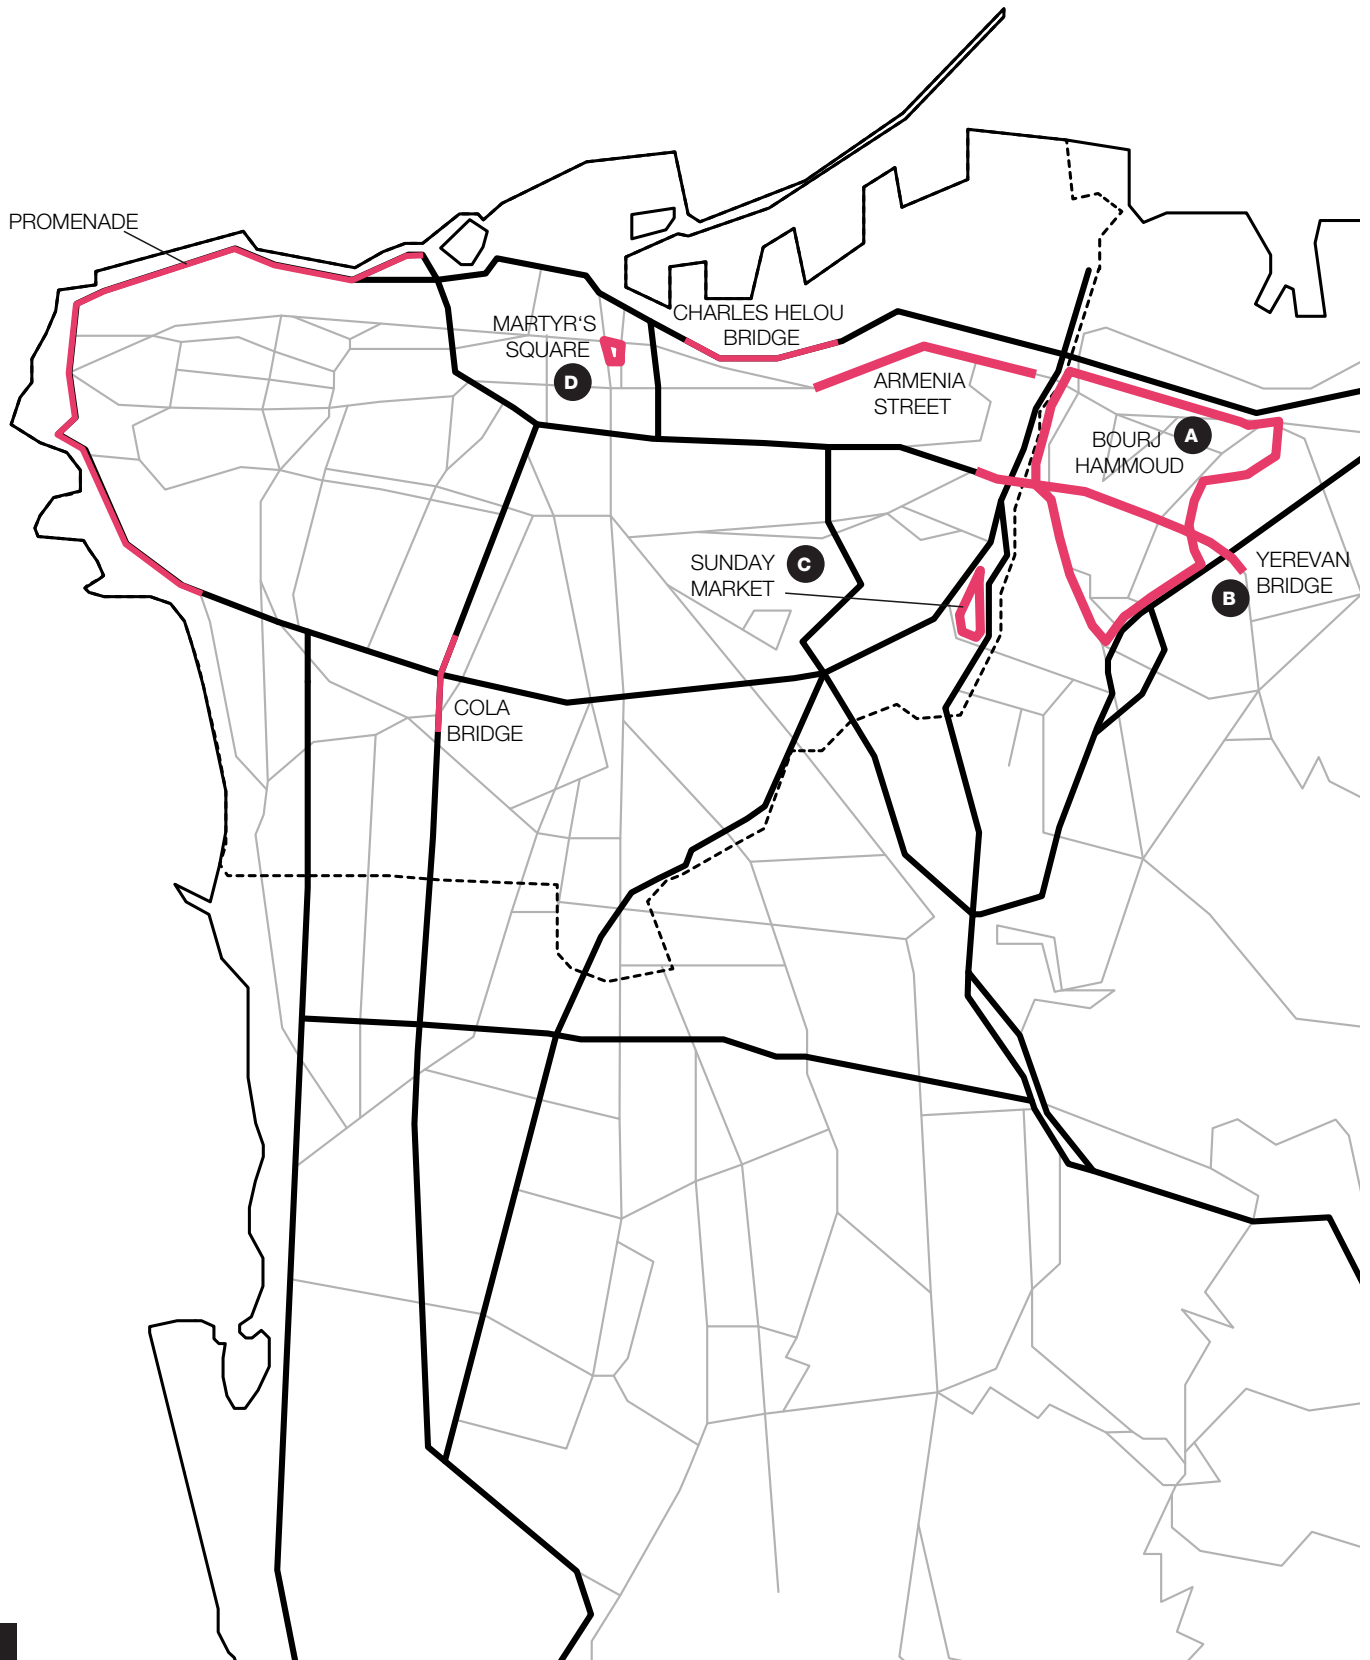 PROMENADE
MARTYR'S
SQUARE
D
CHARLES HELOU
BRIDGE
ARMENIA
STREET
BOURJ
HAMMOUD
A
SUNDAY
MARKET
C
YEREVAN
BRIDGE
B
COLA
BRIDGE